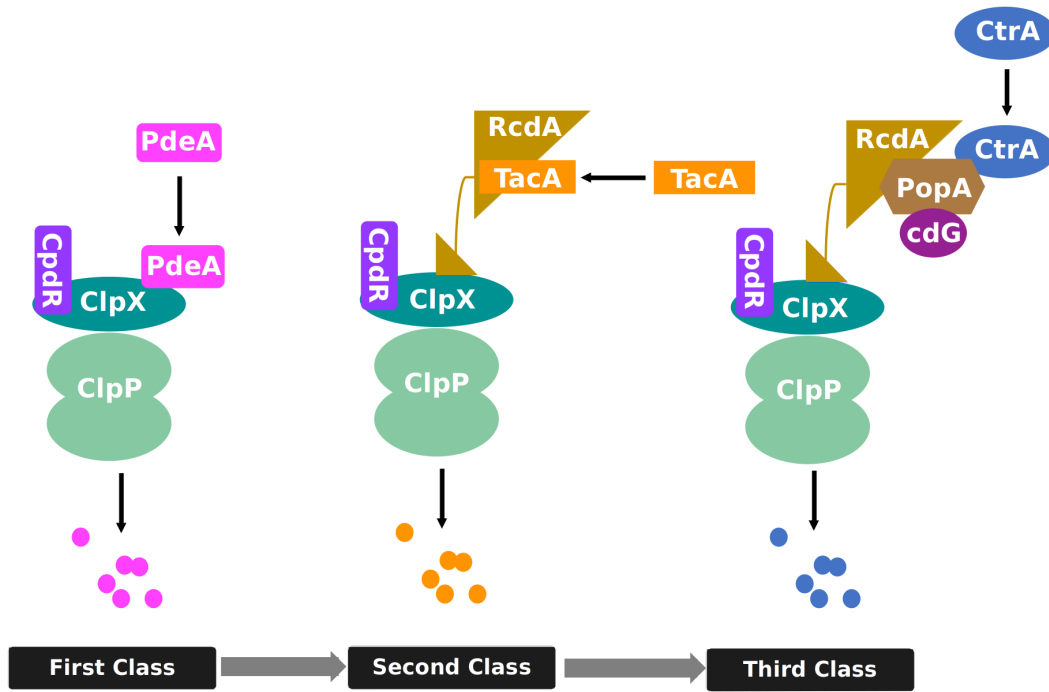 PdeA
PdeA
CpdR
ClpX
ClpP
First Class
RcdA
TacA
TacA
CpdR
ClpX
ClpP
Second Class
CtrA
CtrA
RcdA
PopA
cdG
CpdR
ClpX
ClpP
Third Class